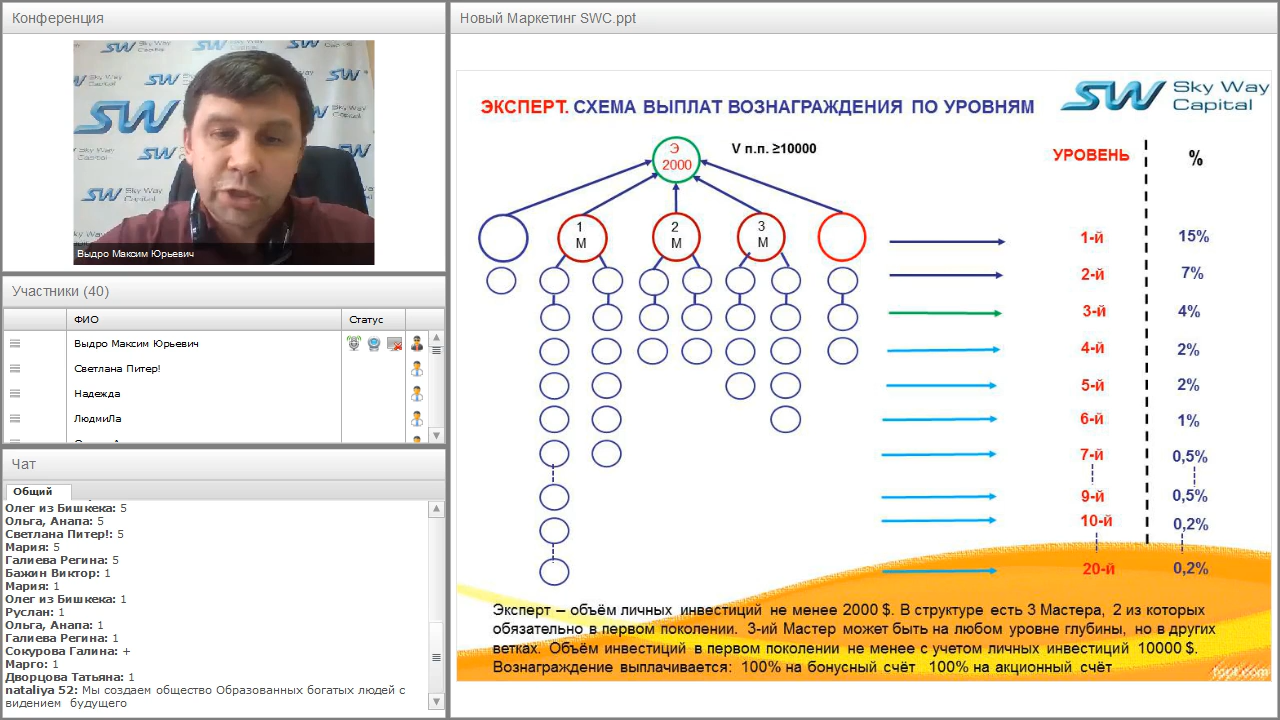 Конференция
SW Sky Way Capital
Выдро Максим Юрьевич
Участники (40)
ФИО
Статус
Выдро Максим Юрьевич
Светлана Питер!
Надежда
ЛюдмиЛа
Чат
Общий
Олег из Бишкека: 5
Ольга, Анапа: 5
Светлана Питер!: 5
Мария: 5
Галиева Регина: 5
Бажин Виктор: 1
Мария: 1
Олег из Бишкека: 1
Руслан: 1
Ольга, Анапа: 1
Галиева Регина: 1
Сокурова Галина: +
Марго: 1
Дворцова Татьяна: 1
nataliya 52: Мы создаем общество Образованных богатых людей с
видением будущего
Новый Маркетинг SWC.ppt
SW Sky Way
Capital
ЭКСПЕРТ. СХЕМА ВЫПЛАТ ВОЗНАГРАЖДЕНИЯ ПО УРОВНЯМ
Э
2000
V п.п. ≥10000
УРОВЕНЬ %
1
М
2
М
3
М
1-й 15%
2-й 7%
3-й 4%
4-й 2%
5-й 2%
6-й 1%
7-й 0,5%
9-й 0,5%
10-й 0,2%
20-й 0,2%
Эксперт – объём личных инвестиций не менее 2000 $. В структуре есть 3 Мастера, 2 из которых
обязательно в первом поколении. 3-ий Мастер может быть на любом уровне глубины, но в других
ветках. Объём инвестиций в первом поколении не менее с учетом личных инвестиций 10000 $.
Вознаграждение выплачивается: 100% на бонусный счёт 100% на акционный счёт
fppt.com